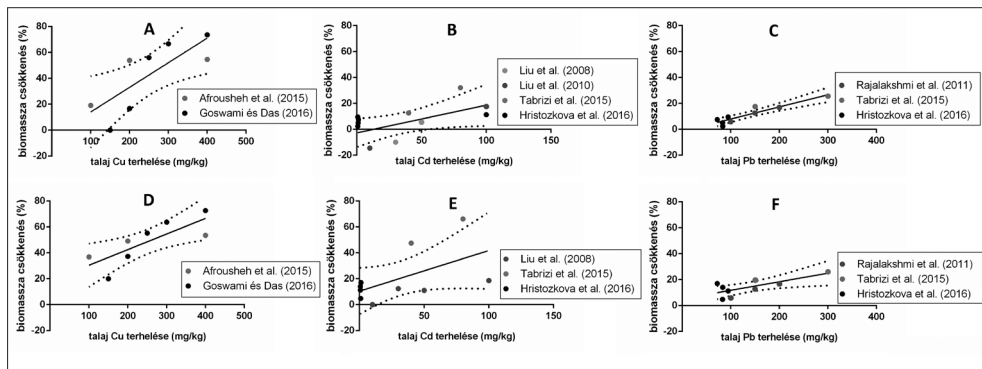 A
biomassza csökkenés (%)
80
60
40
20
0
-20
100
200
300
400
500
talaj Cu terhelése (mg/kg)
Afrousheh et al. (2015)
Goswami és Das (2016)
B
biomassza csökkenés (%)
80
60
40
20
0
-20
50
100
150
talaj Cd terhelése (mg/kg)
Liu et al. (2008)
Liu et al. (2010)
Tabrizi et al. (2015)
Hristozkova et al. (2016)
C
biomassza csökkenés (%)
80
60
40
20
0
-20
100
200
300
400
talaj Pb terhelése (mg/kg)
Rajalakshmi et al. (2011)
Tabrizi et al. (2015)
Hristozkova et al. (2016)
D
biomassza csökkenés (%)
80
60
40
20
0
-20
100
200
300
400
500
talaj Cu terhelése (mg/kg)
Afrousheh et al. (2015)
Goswami és Das (2016)
E
biomassza csökkenés (%)
80
60
40
20
0
-20
50
100
150
talaj Cd terhelése (mg/kg)
Liu et al. (2008)
Tabrizi et al. (2015)
Hristozkova et al. (2016)
F
biomassza csökkenés (%)
80
60
40
20
0
-20
100
200
300
400
talaj Pb terhelése (mg/kg)
Rajalakshmi et al. (2011)
Tabrizi et al. (2015)
Hristozkova et al. (2016)